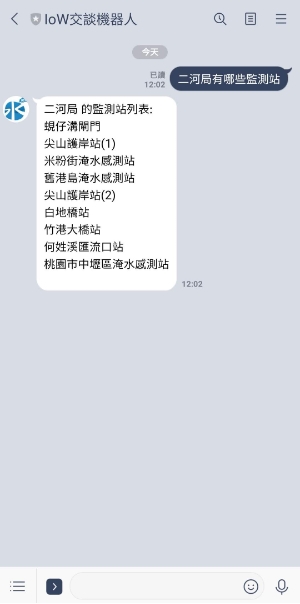 IoW交談機器人
今天
已讀
12:02
二河局有哪些監測站
二河局 的監測站列表:
蜆仔溝閘門
尖山護岸站(1)
米粉街淹水感測站
舊港島淹水感測站
尖山護岸站(2)
白地橋站
竹港大橋站
何姓溪匯流口站
桃園市中壢區淹水感測站
12:02